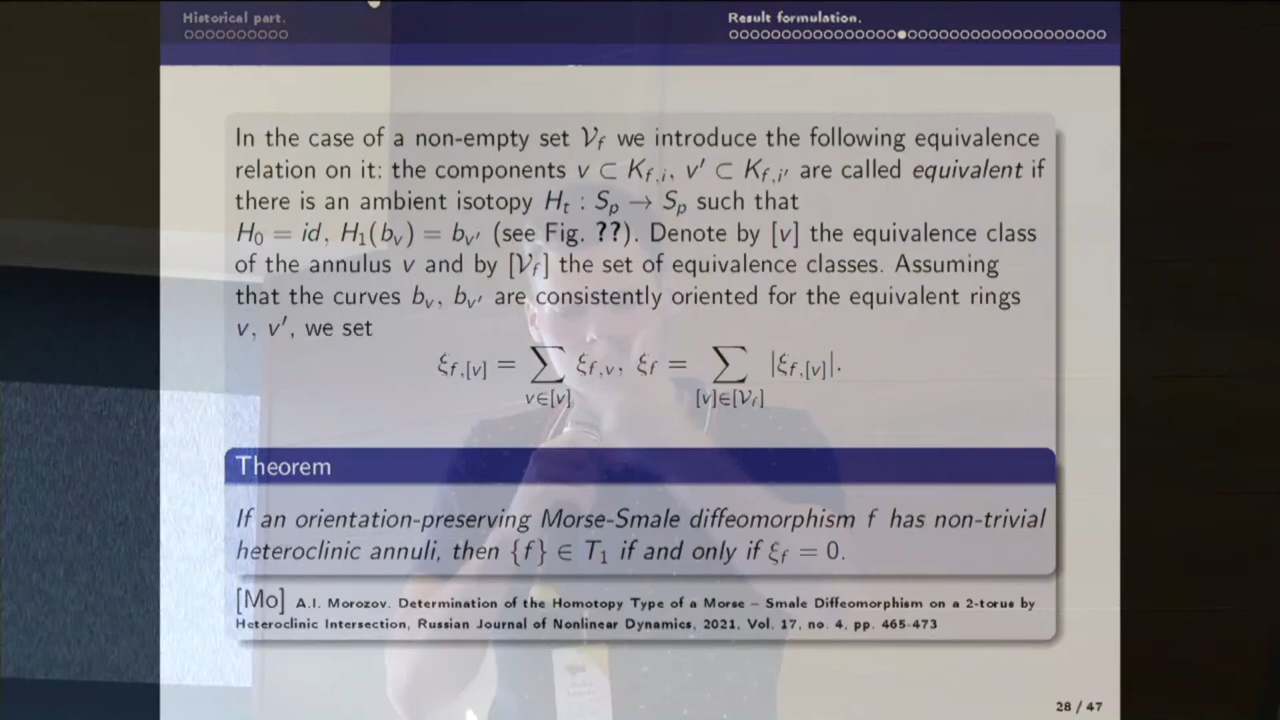 Historical part.
Result formulation.
In the case of a non-empty set 𝒱_f we introduce the following equivalence
relation on it: the components v ⊂ K_{f,i}, v′ ⊂ K_{f,i′} are called equivalent if
there is an ambient isotopy H_t : S_p → S_p such that
H_0 = id, H_1(b_v) = b_{v′} (see Fig. ??). Denote by [v] the equivalence class
of the annulus v and by [𝒱_f] the set of equivalence classes. Assuming
that the curves b_v, b_{v′} are consistently oriented for the equivalent rings
v, v′, we set
ξ_{f,[v]} = ∑_{v∈[v]} ξ_{f,v}, ξ_f = ∑_{[v]∈[𝒱_f]} |ξ_{f,[v]}|.
Theorem
If an orientation-preserving Morse-Smale diffeomorphism f has non-trivial
heteroclinic annuli, then {f} ∈ T_1 if and only if ξ_f = 0.
[Mo] A.I. Morozov. Determination of the Homotopy Type of a Morse – Smale Diffeomorphism on a 2-torus by
Heteroclinic Intersection, Russian Journal of Nonlinear Dynamics, 2021, Vol. 17, no. 4, pp. 465-473
28 / 47